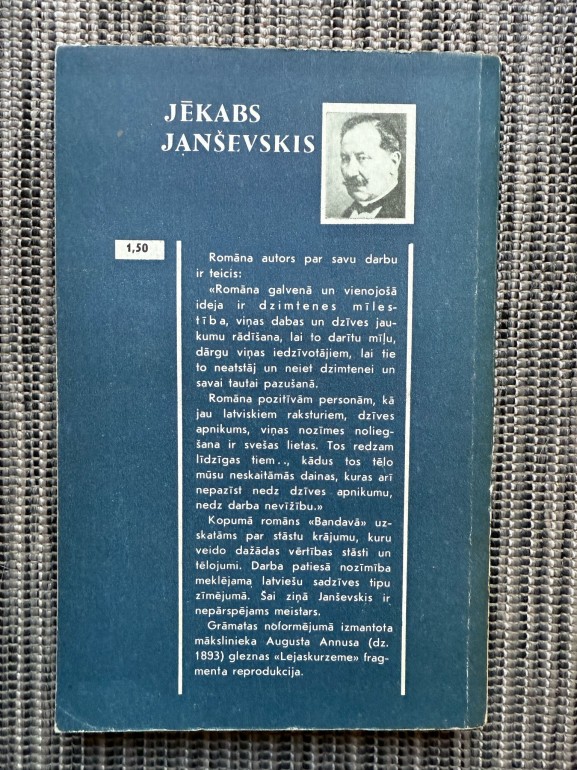 JĒKABS
JANŠEVSKIS
1,50
Romāna autors par savu darbu
ir teicis:
«Romāna galvenā un vienojošā
ideja ir dzimtenes mīles-
tība, viņas dabas un dzīves jau-
kumu rādīšana, lai to darītu mīļu,
dārgu viņas iedzīvotājiem, lai tie
to neatstāj un neiet dzimtenei un
savai tautai pazušanā.
Romāna pozitīvām personām, kā
jau latviskiem raksturiem, dzīves
apnikums, viņas nozīmes nolieg-
šana ir svešas lietas. Tos redzam
līdzīgas tiem.., kādus tos tēlo
mūsu neskaitāmās dainas, kuras arī
nepazīst nedz dzīves apnikumu,
nedz darba nevīžību.»
Kopumā romāns «Bandavā» uz-
skatāms par stāstu krājumu, kuru
veido dažādas vērtības stāsti un
tēlojumi. Darba patiesā nozīmība
meklējama latviešu sadzīves tipu
zīmējumā. Šai ziņā Janševskis ir
nepārspējams meistars.
Grāmatas noformējumā izmantota
mākslinieka Augusta Annusa (dz.
1893) gleznas «Lejaskurzeme» frag-
menta reprodukcija.